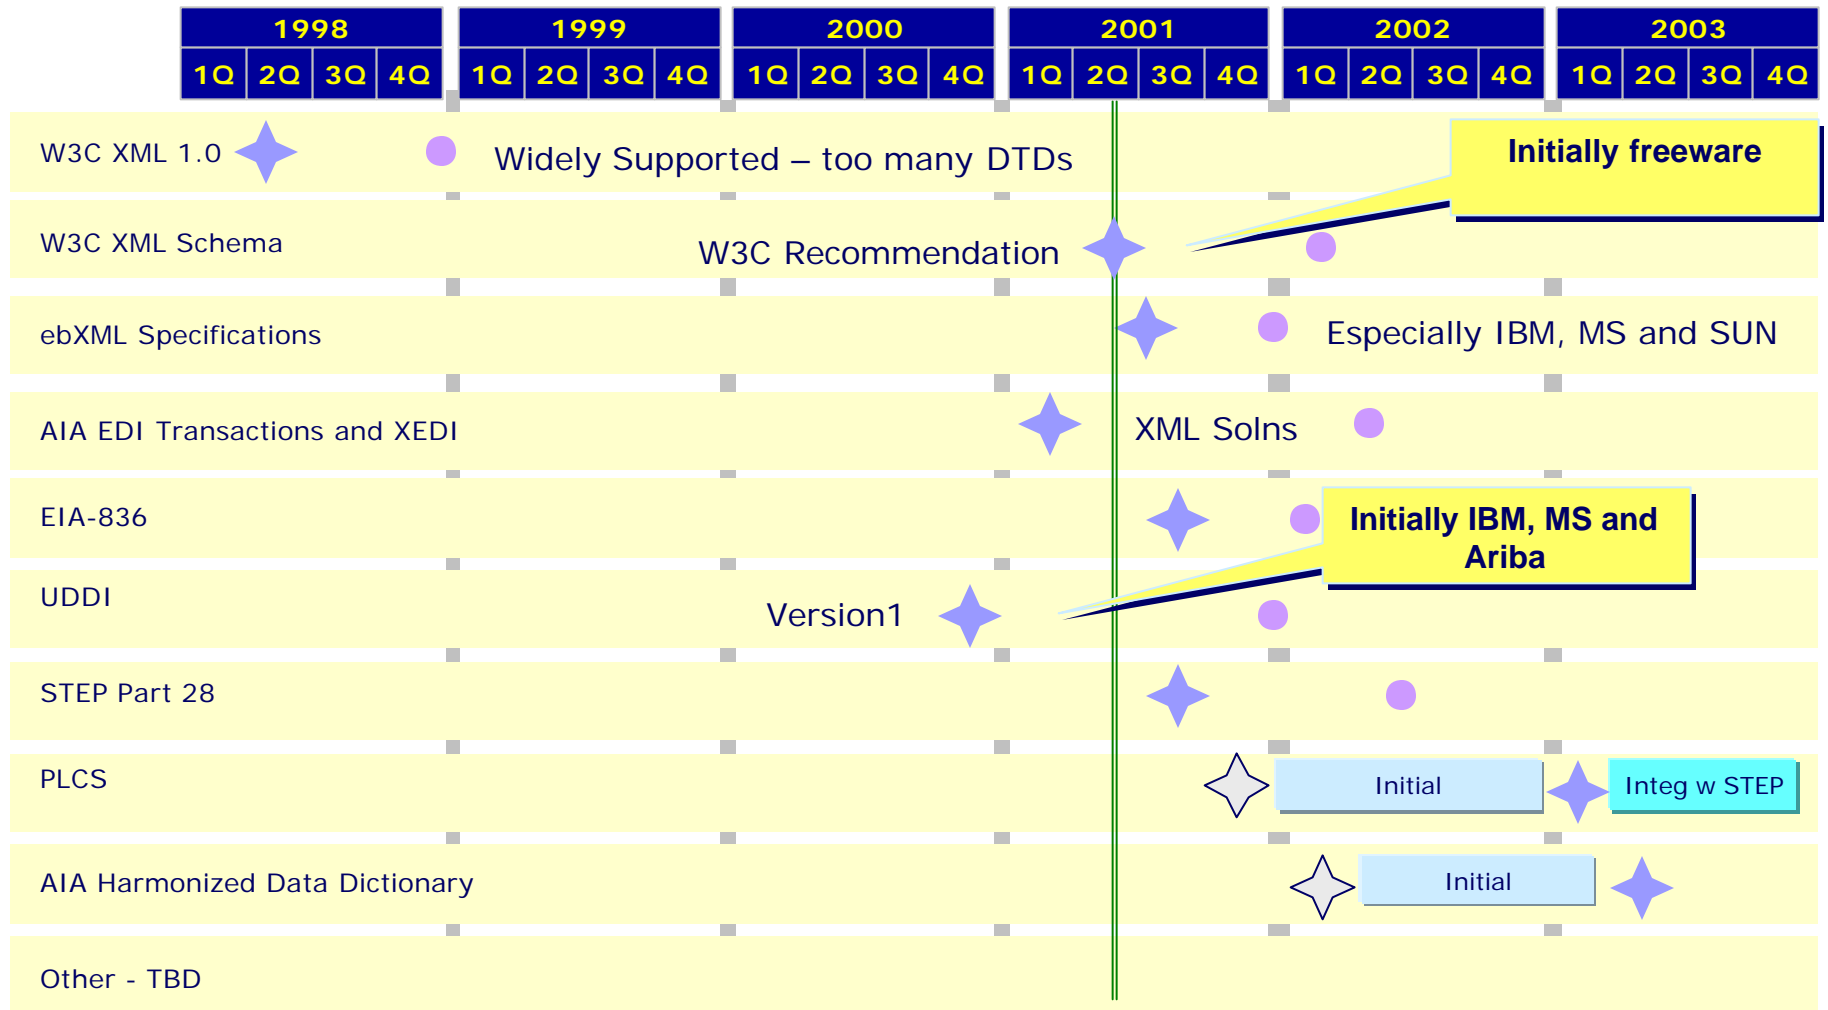 1998 1999 2000 2001 2002 2003
1Q 2Q 3Q 4Q 1Q 2Q 3Q 4Q 1Q 2Q 3Q 4Q 1Q 2Q 3Q 4Q 1Q 2Q 3Q 4Q 1Q 2Q 3Q 4Q
W3C XML 1.0 Widely Supported – too many DTDs
Initially freeware
W3C XML Schema W3C Recommendation
ebXML Specifications Especially IBM, MS and SUN
AIA EDI Transactions and XEDI XML Solns
EIA-836
Initially IBM, MS and
Ariba
UDDI Version1
STEP Part 28
PLCS Initial Integ w STEP
AIA Harmonized Data Dictionary Initial
Other - TBD